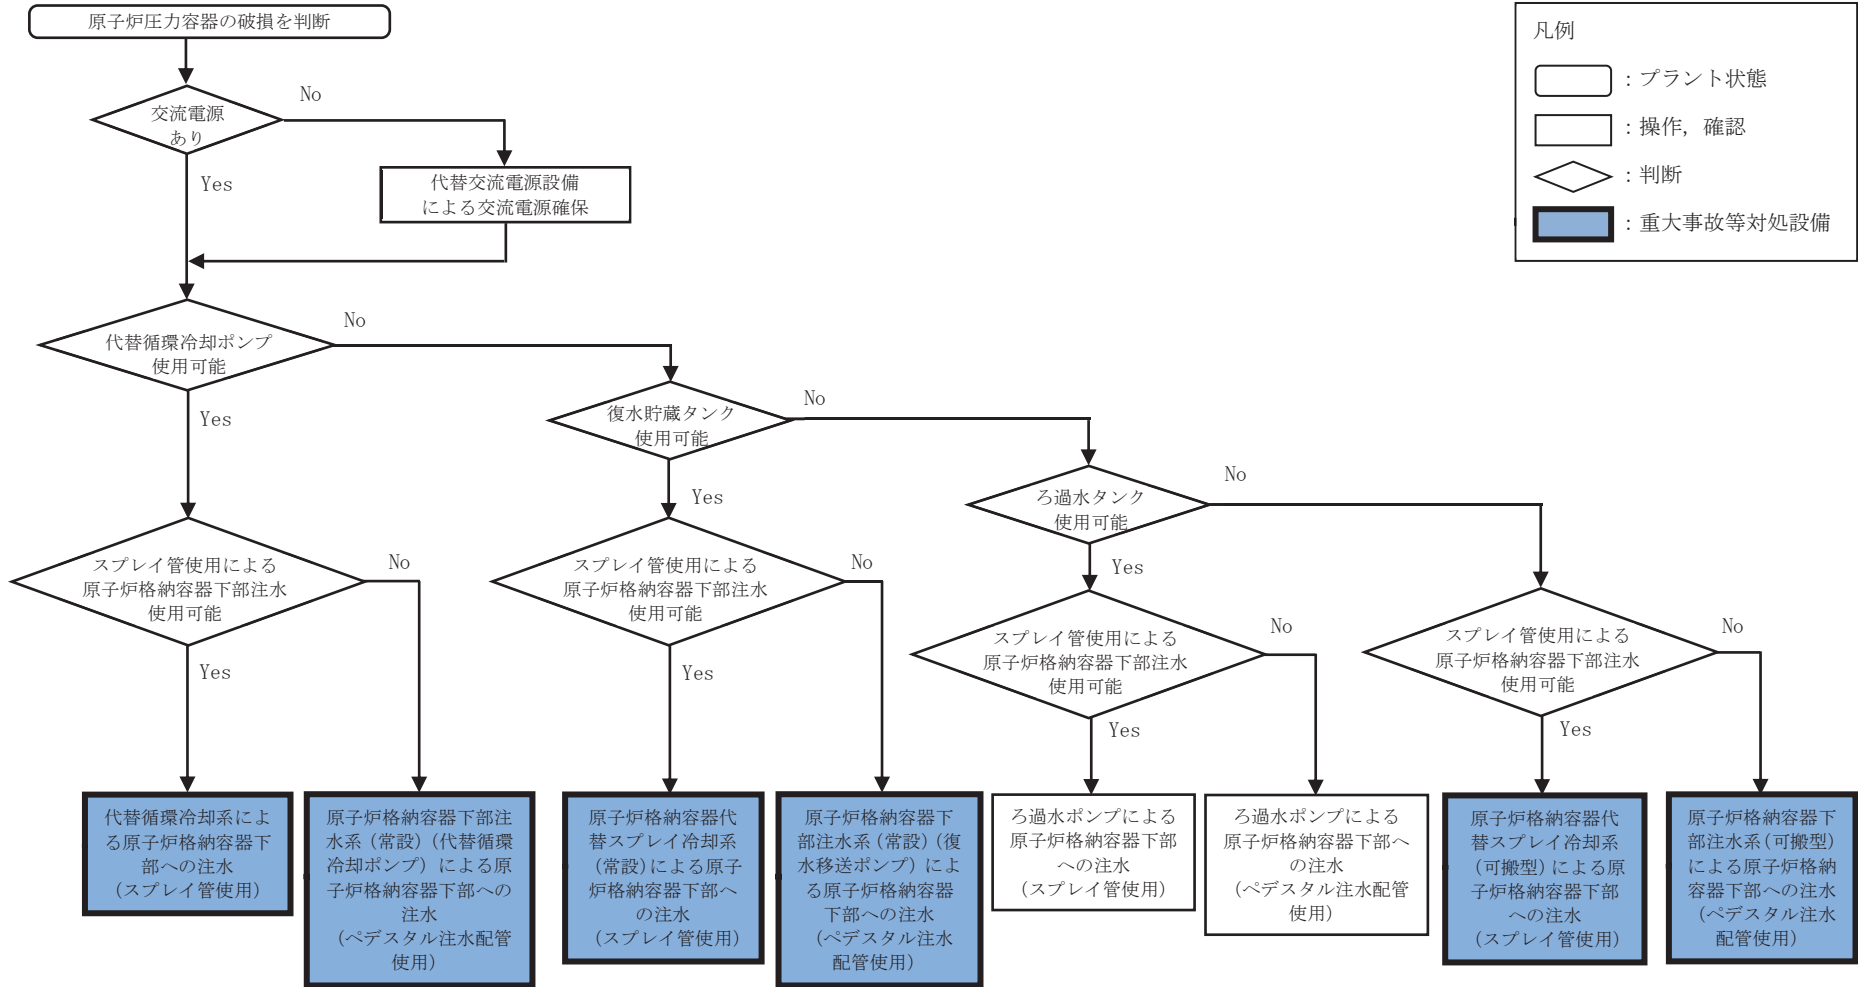 原子炉圧力容器の破損を判断
凡例
：プラント状態
：操作，確認
：判断
：重大事故等対処設備
交流電源
あり
No
Yes
代替交流電源設備
による交流電源確保
代替循環冷却ポンプ
使用可能
No
Yes
復水貯蔵タンク
使用可能
No
Yes
ろ過水タンク
使用可能
No
Yes
スプレイ管使用による
原子炉格納容器下部注水
使用可能
No
Yes
スプレイ管使用による
原子炉格納容器下部注水
使用可能
No
Yes
スプレイ管使用による
原子炉格納容器下部注水
使用可能
No
Yes
スプレイ管使用による
原子炉格納容器下部注水
使用可能
No
Yes
代替循環冷却系によ
る原子炉格納容器下
部への注水
（スプレイ管使用）
原子炉格納容器下部注
水系（常設）（代替循環
冷却ポンプ）による原
子炉格納容器下部への
注水
（ペデスタル注水配管
使用）
原子炉格納容器代
替スプレイ冷却系
（常設）による原子
炉格納容器下部へ
の注水
（スプレイ管使用）
原子炉格納容器下
部注水系（常設）（復
水移送ポンプ）によ
る原子炉格納容器
下部への注水
（ペデスタル注水
配管使用）
ろ過水ポンプによる
原子炉格納容器下部
への注水
（スプレイ管使用）
ろ過水ポンプによる
原子炉格納容器下部へ
の注水
（ペデスタル注水配管
使用）
原子炉格納容器代
替スプレイ冷却系
（可搬型）による原
子炉格納容器下部
への注水
（スプレイ管使用）
原子炉格納容器下
部注水系（可搬型）
による原子炉格納
容器下部への注水
（ペデスタル注水
配管使用）